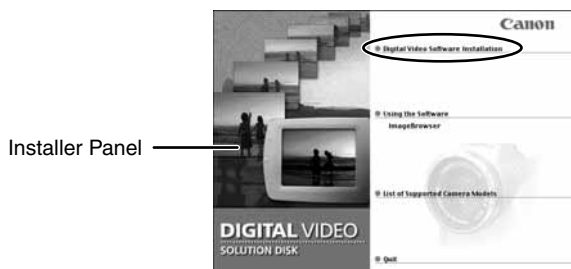 Canon
Digital Video Software Installation
Using the Software
ImageBrowser
Installer Panel
List of Supported Camera Models
DIGITAL VIDEO
SOLUTION DISK
Quit